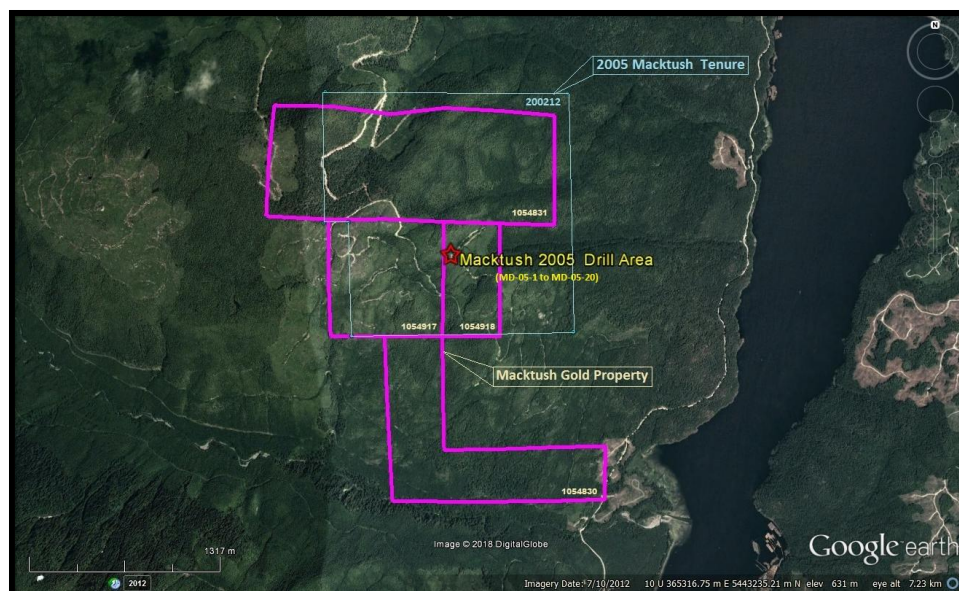 N
2005 Macktush Tenure
200212
1054831
Macktush 2005 Drill Area
(MD-05-1 to MD-05-20)
1054917
1054918
Macktush Gold Property
1054830
1317 m
Image © 2018 DigitalGlobe
Google earth
2012
Imagery Date: 7/10/2012 10 U 365316.75 m E 5443235.21 m N elev 631 m eye alt 7.23 km